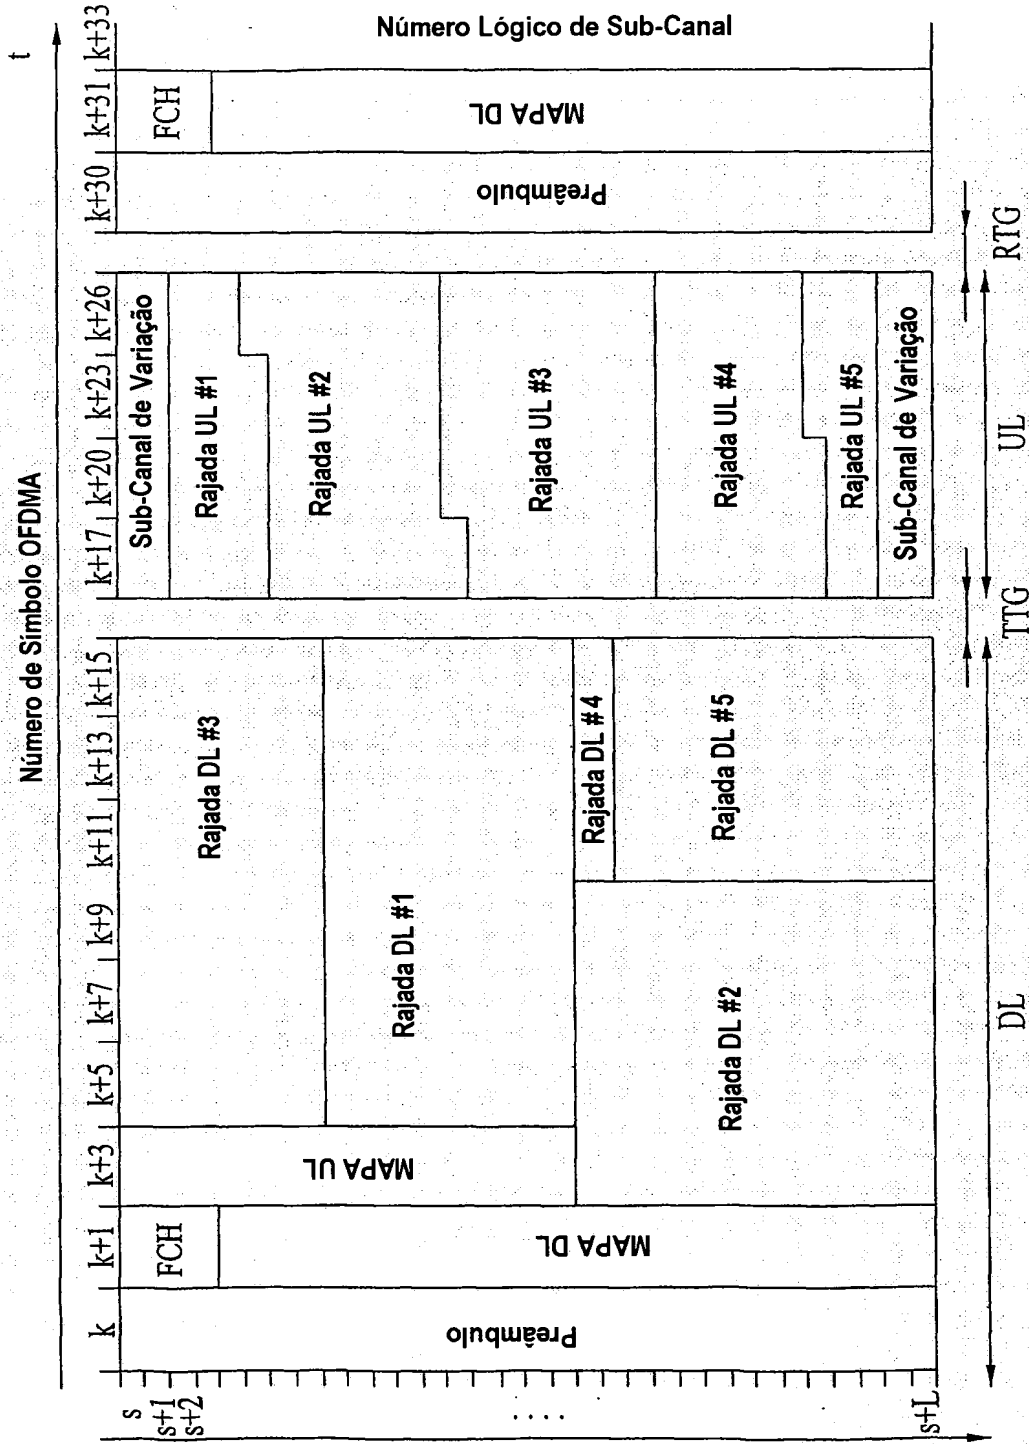 Número Lógico de Sub-Canal
Número de Símbolo OFDMA
t
k
k+1
k+3
k+5
k+7
k+9
k+11
k+13
k+15
k+17
k+20
k+23
k+26
k+30
k+31
k+33
s
s+1
s+2
....
s+L
Preâmbulo
FCH
MAPA DL
MAPA UL
Rajada DL #3
Rajada DL #1
Rajada DL #2
Rajada DL #4
Rajada DL #5
Sub-Canal de Variação
Rajada UL #1
Rajada UL #2
Rajada UL #3
Rajada UL #4
Rajada UL #5
Sub-Canal de Variação
Preâmbulo
FCH
MAPA DL
DL
TTG
UL
RTG